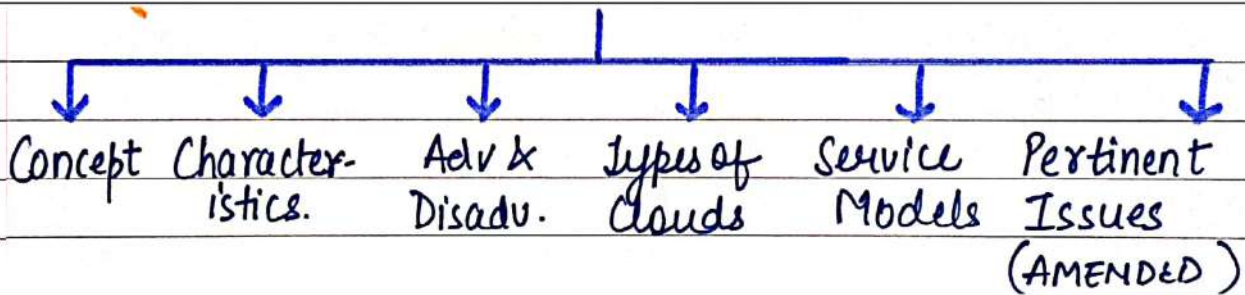 Concept Character- Adv & Types of Service Pertinent
istics. Disadv. Clouds Models Issues
(AMENDED)